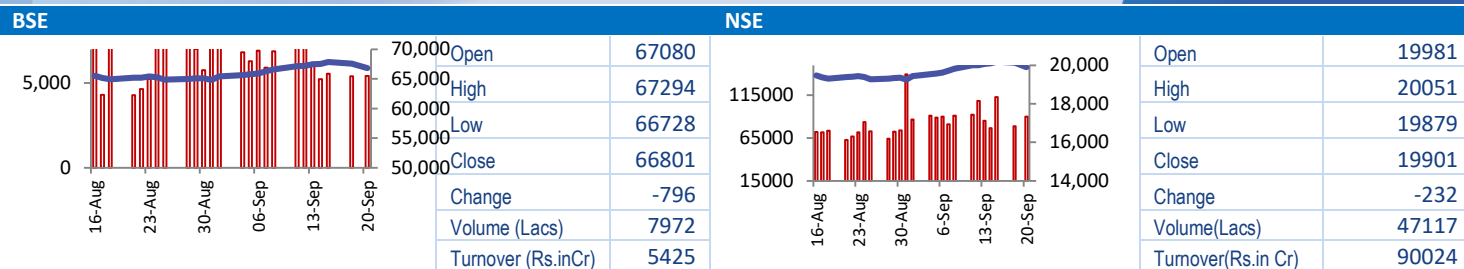 BSE
NSE
5,000
0
70,000
65,000
60,000
55,000
50,000
16-Aug
23-Aug
30-Aug
06-Sep
13-Sep
20-Sep
Open 67080
High 67294
Low 66728
Close 66801
Change -796
Volume (Lacs) 7972
Turnover (Rs.inCr) 5425
115000
65000
15000
20,000
18,000
16,000
14,000
16-Aug
23-Aug
30-Aug
6-Sep
13-Sep
20-Sep
Open 19981
High 20051
Low 19879
Close 19901
Change -232
Volume(Lacs) 47117
Turnover(Rs.in Cr) 90024